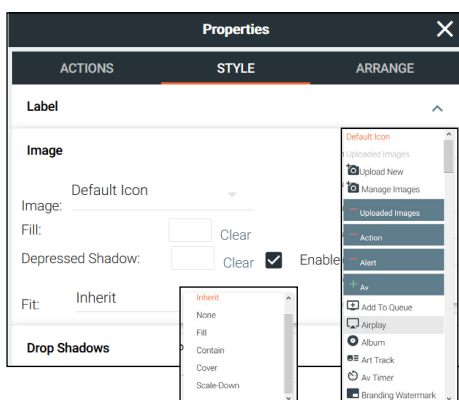 Properties
ACTIONS STYLE ARRANGE
Label
Image
Image: Default Icon
Fill: Clear
Depressed Shadow: Clear Enable
Fit: Inherit
Drop Shadows
Inherit
None
Fill
Contain
Cover
Scale-Down
Default Icon
Uploaded Images
Upload New
Manage Images
Uploaded Images
Action
Alert
Av
Add To Queue
Airplay
Album
Art Track
Av Timer
Branding Watermark